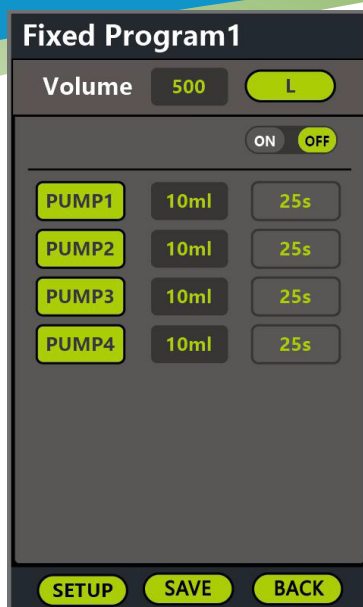 Fixed Program1
Volume 500 L
ON OFF
PUMP1 10ml 25s
PUMP2 10ml 25s
PUMP3 10ml 25s
PUMP4 10ml 25s
SETUP SAVE BACK